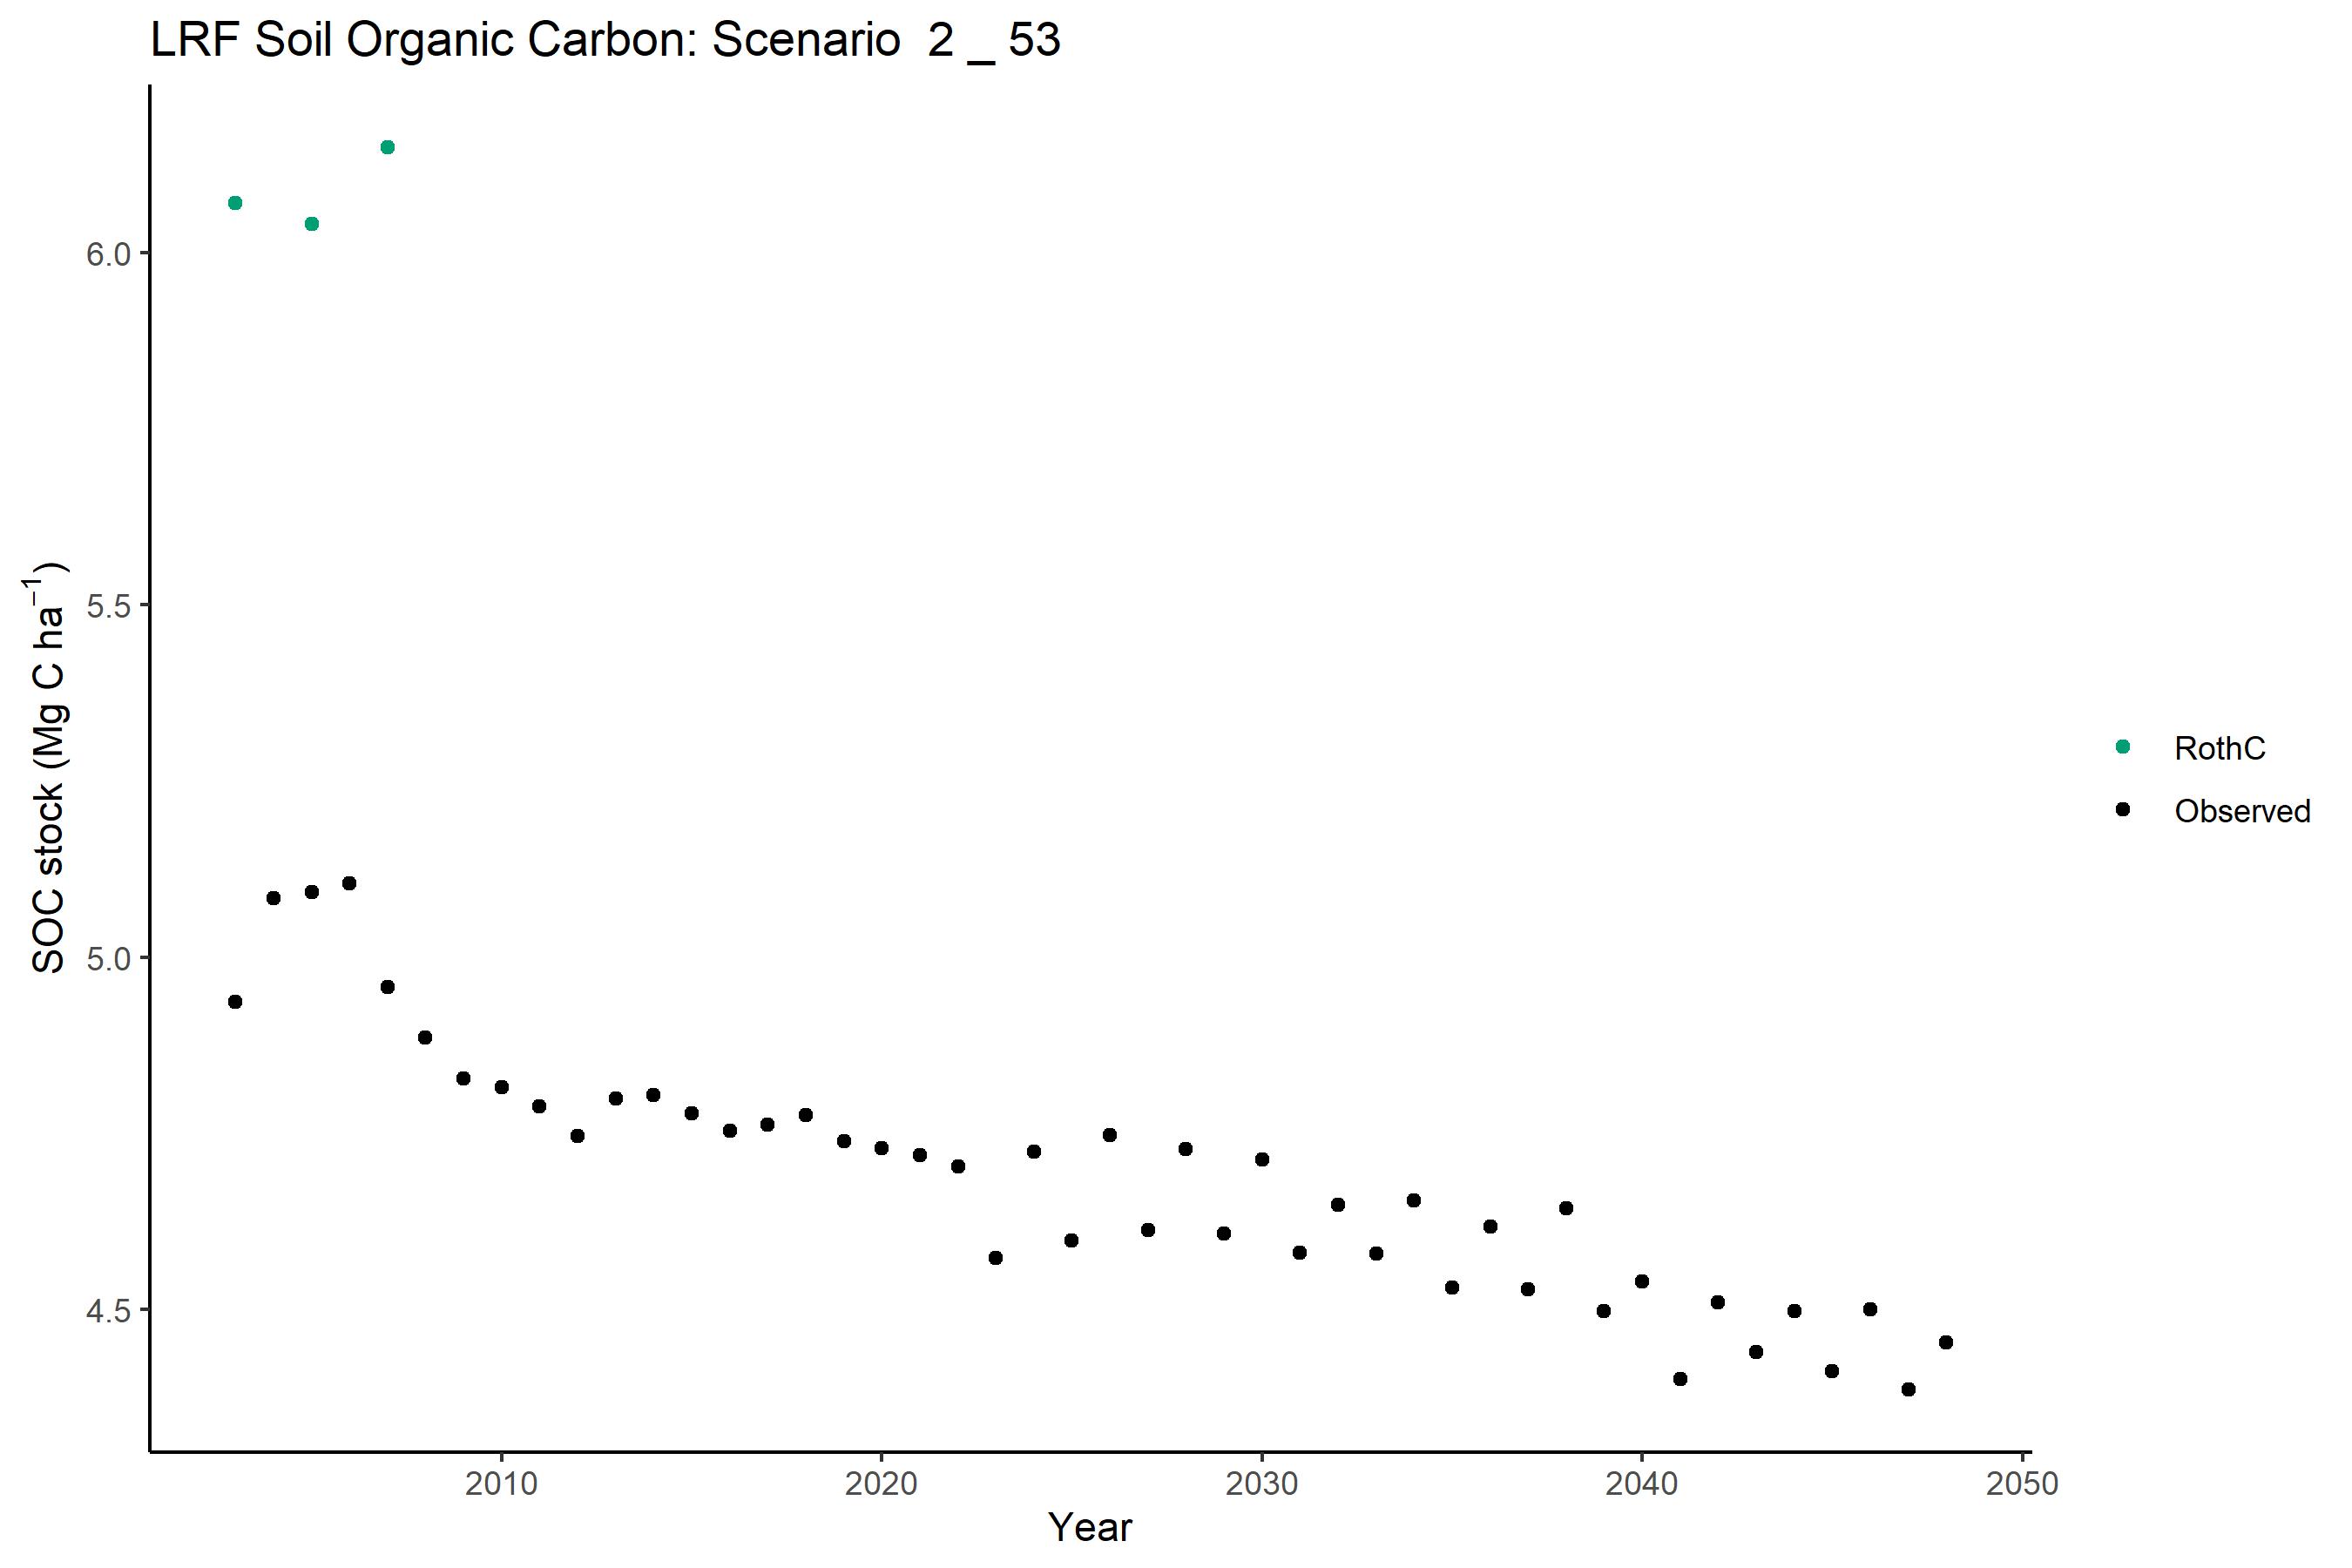 LRF Soil Organic Carbon: Scenario  2 _ 53
SOC stock (Mg C ha⁻¹)
6.0
5.5
5.0
4.5
2010
2020
2030
2040
2050
Year
RothC
Observed